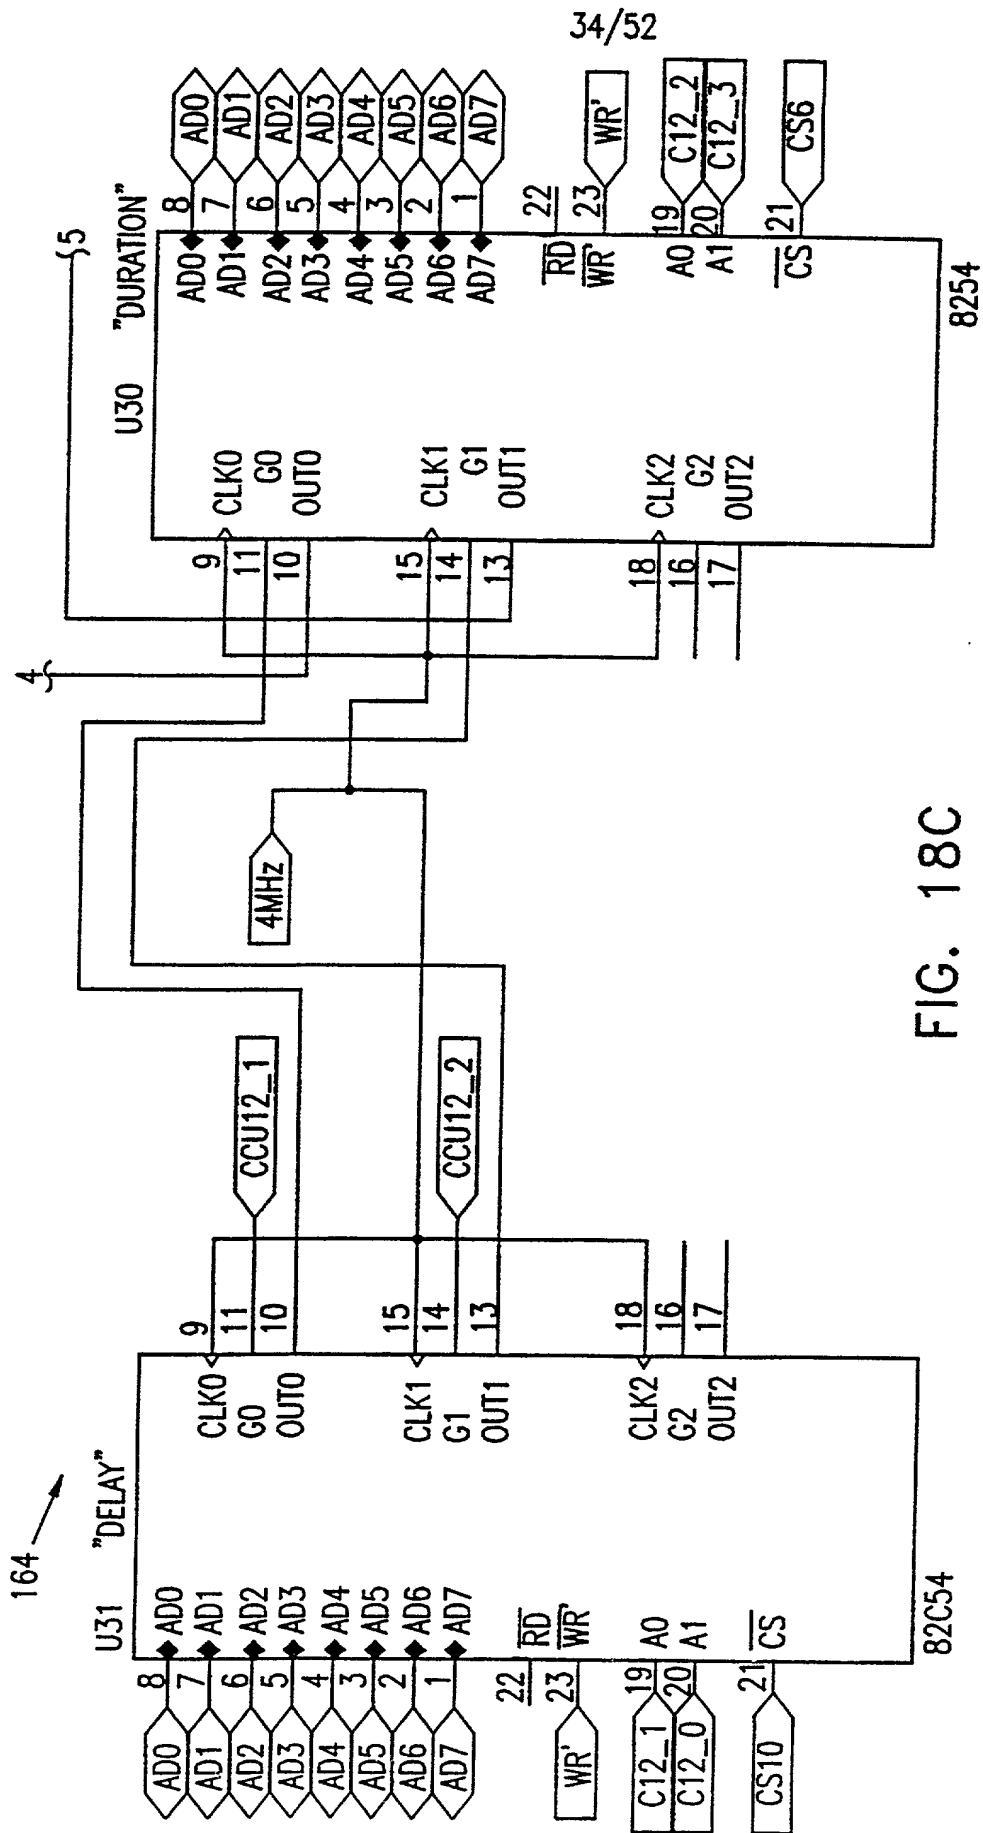 34/52
164
U31 "DELAY"
AD0 8 AD0
AD1 7 AD1
AD2 6 AD2
AD3 5 AD3
AD4 4 AD4
AD5 3 AD5
AD6 2 AD6
AD7 1 AD7
22 RD
WR' 23 WR'
C12_1 19 A0
C12_0 20 A1
CS10 21 CS
82C54
CLK0 9
G0 11 CCU12_1
OUT0 10
CLK1 15
G1 14 CCU12_2
OUT1 13
CLK2 18
G2 16
OUT2 17
4MHz
4
5
U30 "DURATION"
9 CLK0
11 G0
10 OUT0
15 CLK1
14 G1
13 OUT1
18 CLK2
16 G2
17 OUT2
AD0 8 AD0
AD1 7 AD1
AD2 6 AD2
AD3 5 AD3
AD4 4 AD4
AD5 3 AD5
AD6 2 AD6
AD7 1 AD7
RD 22
WR' 23 WR'
A0 19 C12_2
A1 20 C12_3
CS 21 CS6
8254
FIG. 18C